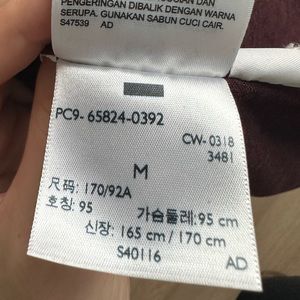 PENGERINGAN DIBALIK DENGAN WARNA
SERUPA. GUNAKAN SABUN CUCI CAIR.
S47539 AD
PC9- 65824-0392
CW- 0318
3481
M
尺码: 170/92A
호칭: 95 가슴둘레: 95 cm
신장: 165 cm / 170 cm
S40116 AD